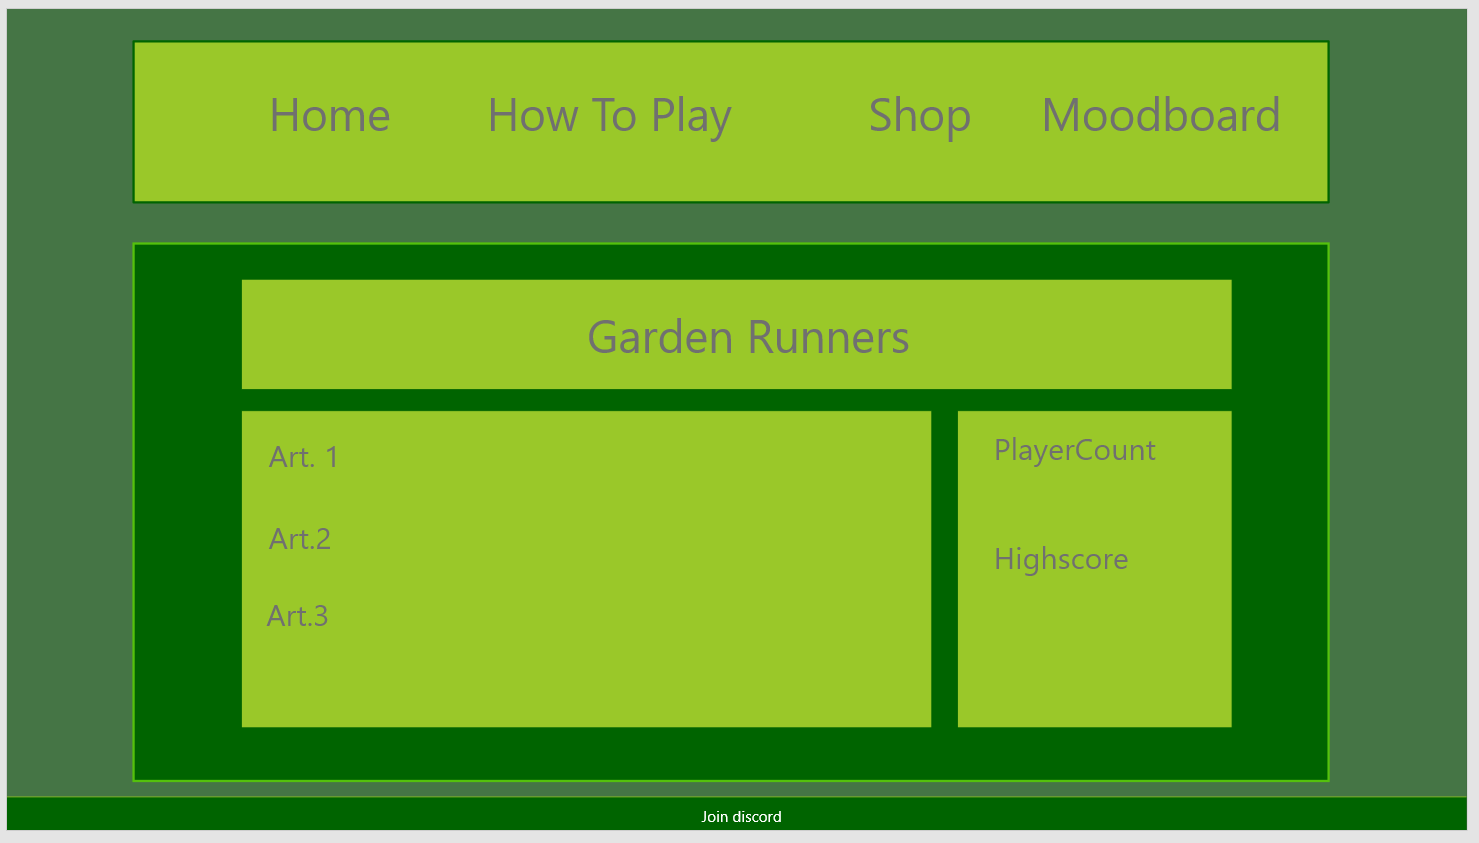 Home How To Play Shop Moodboard
Garden Runners
Art. 1
Art.2
Art.3
PlayerCount
Highscore
Join discord